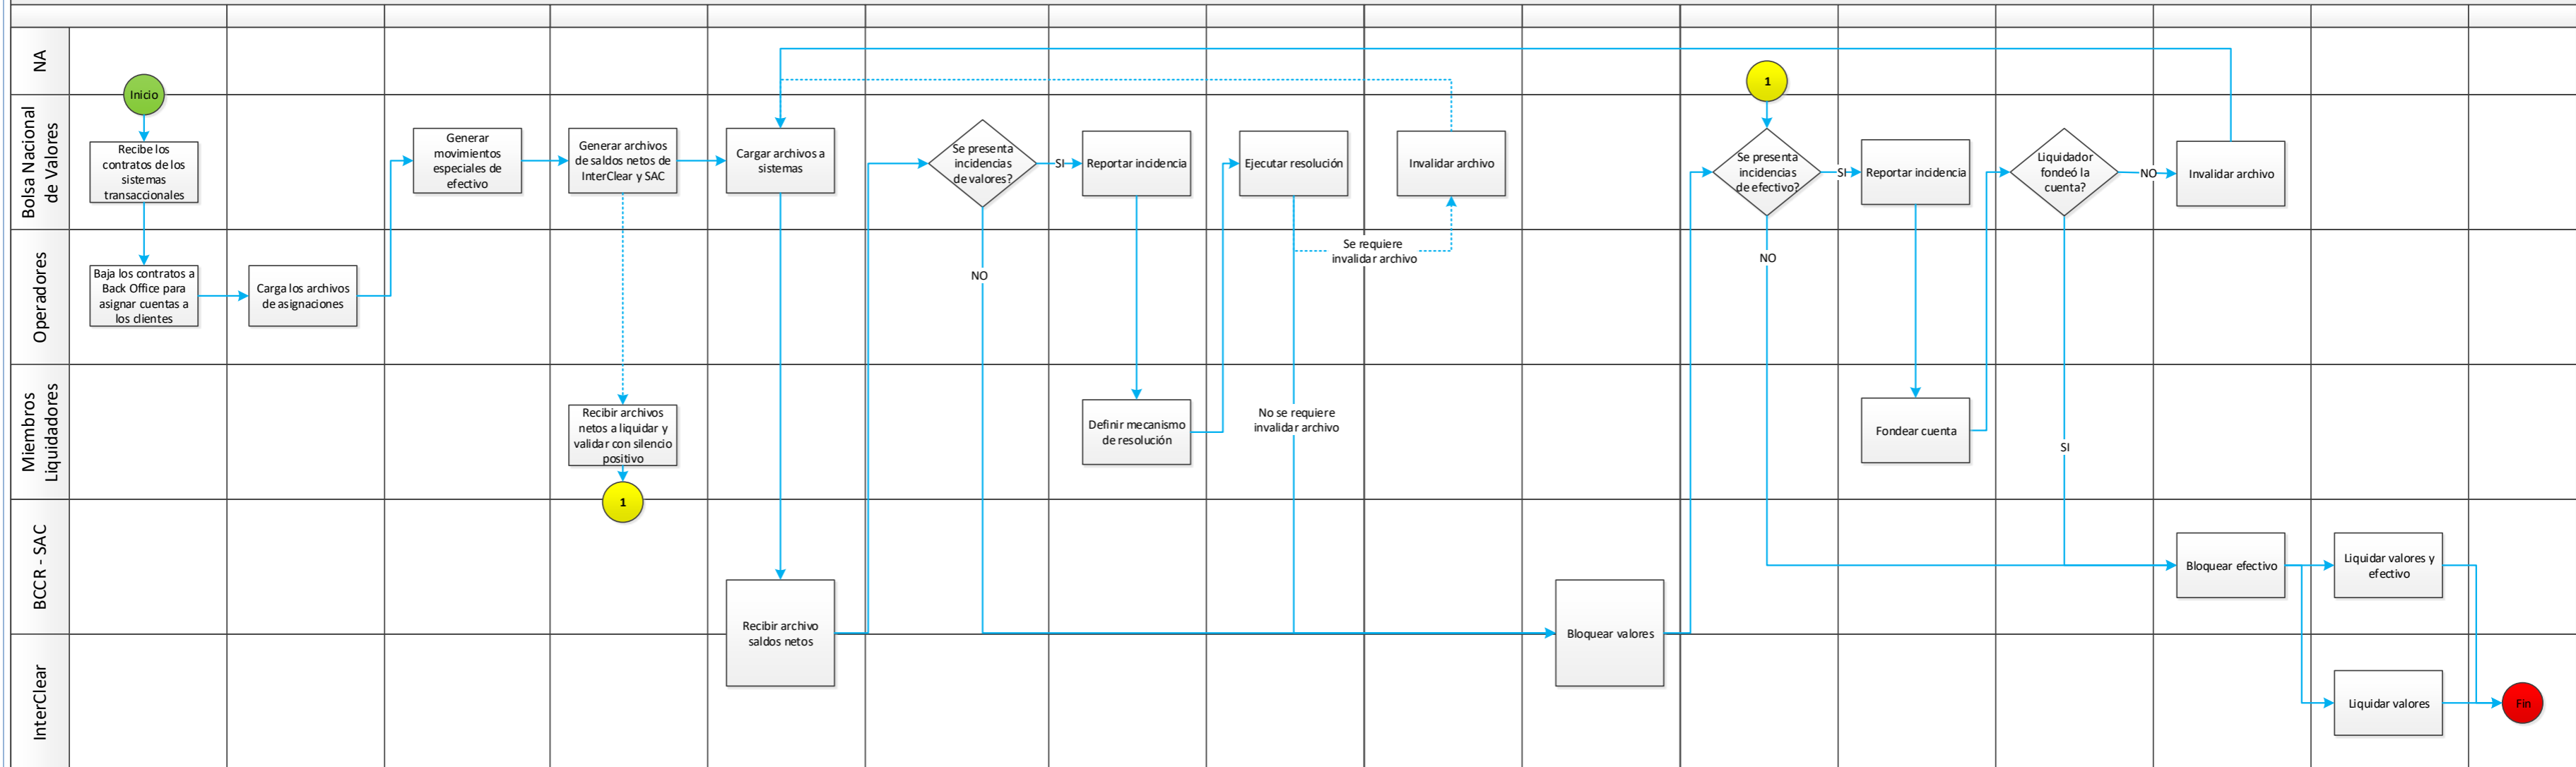 NA
Inicio
1
Bolsa Nacional
de Valores
Recibe los
contratos de los
sistemas
transaccionales
Generar
movimientos
especiales de
efectivo
Generar archivos
de saldos netos de
InterClear y SAC
Cargar archivos a
sistemas
Se presenta
incidencias
de valores?
SI
Reportar incidencia
Ejecutar resolución
Invalidar archivo
Se presenta
incidencias
de efectivo?
SI
Reportar incidencia
Liquidador
fondeó la
cuenta?
NO
Invalidar archivo
Operadores
Baja los contratos a
Back Office para
asignar cuentas a
los clientes
Carga los archivos
de asignaciones
NO
Se requiere
invalidar archivo
NO
Miembros
Liquidadores
Recibir archivos
netos a liquidar y
validar con silencio
positivo
1
Definir mecanismo
de resolución
No se requiere
invalidar archivo
Fondear cuenta
SI
BCCR - SAC
Recibir archivo
saldos netos
Bloquear valores
Bloquear efectivo
Liquidar valores y
efectivo
InterClear
Liquidar valores
Fin